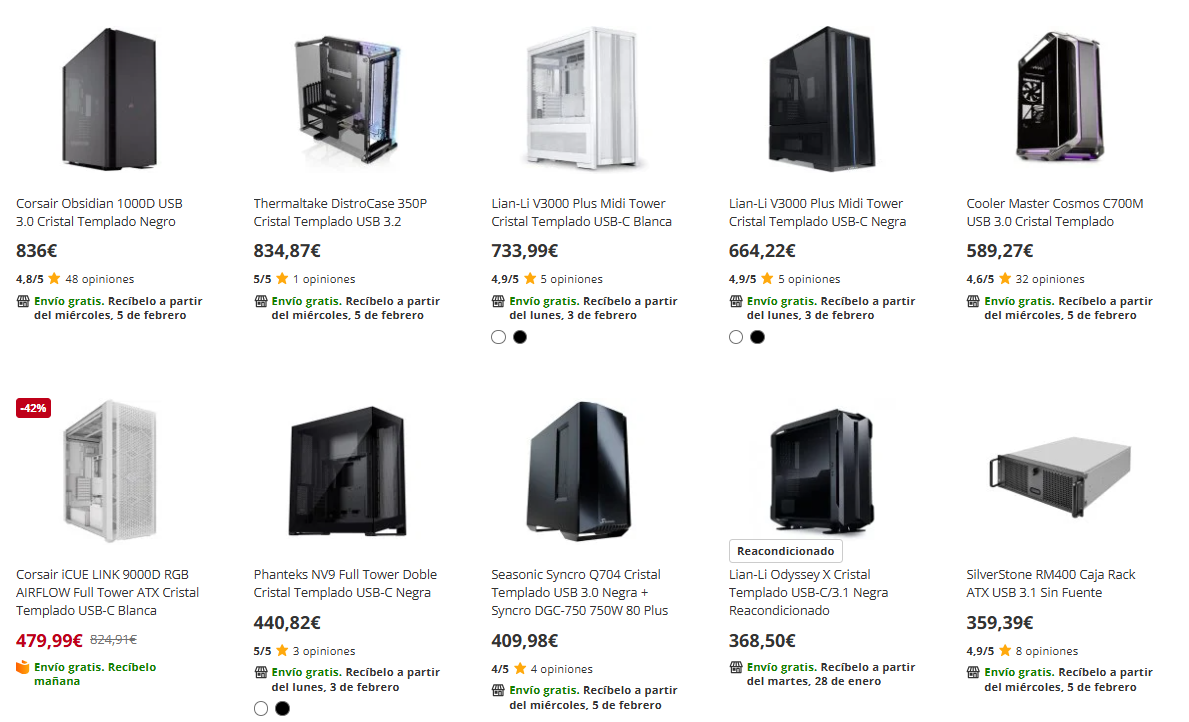 Corsair Obsidian 1000D USB
3.0 Cristal Templado Negro
836€
4,8/5 48 opiniones
Envío gratis. Recíbelo a partir
del miércoles, 5 de febrero
Thermaltake DistroCase 350P
Cristal Templado USB 3.2
834,87€
5/5 1 opiniones
Envío gratis. Recíbelo a partir
del miércoles, 5 de febrero
Lian-Li V3000 Plus Midi Tower
Cristal Templado USB-C Blanca
733,99€
4,9/5 5 opiniones
Envío gratis. Recíbelo a partir
del lunes, 3 de febrero
Lian-Li V3000 Plus Midi Tower
Cristal Templado USB-C Negra
664,22€
4,9/5 5 opiniones
Envío gratis. Recíbelo a partir
del lunes, 3 de febrero
Cooler Master Cosmos C700M
USB 3.0 Cristal Templado
589,27€
4,6/5 32 opiniones
Envío gratis. Recíbelo a partir
del miércoles, 5 de febrero
-42%
Corsair iCUE LINK 9000D RGB
AIRFLOW Full Tower ATX Cristal
Templado USB-C Blanca
479,99€ 824,91€
Envío gratis. Recíbelo
mañana
Phanteks NV9 Full Tower Doble
Cristal Templado USB-C Negra
440,82€
5/5 3 opiniones
Envío gratis. Recíbelo a partir
del lunes, 3 de febrero
Seasonic Syncro Q704 Cristal
Templado USB 3.0 Negra +
Syncro DGC-750 750W 80 Plus
409,98€
4/5 4 opiniones
Envío gratis. Recíbelo a partir
del miércoles, 5 de febrero
Reacondicionado
Lian-Li Odyssey X Cristal
Templado USB-C/3.1 Negra
Reacondicionado
368,50€
Envío gratis. Recíbelo a partir
del martes, 28 de enero
SilverStone RM400 Caja Rack
ATX USB 3.1 Sin Fuente
359,39€
4,9/5 8 opiniones
Envío gratis. Recíbelo a partir
del miércoles, 5 de febrero